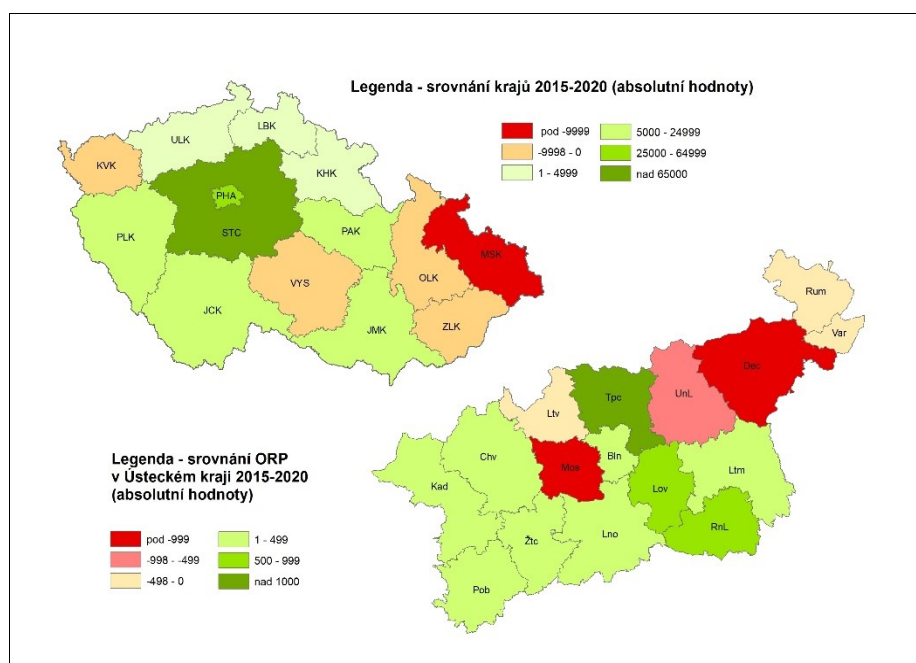 Legenda - srovnání krajů 2015-2020 (absolutní hodnoty)
pod -9999
-9998 - 0
1 - 4999
5000 - 24999
25000 - 64999
nad 65000
LBK
ULK
KVK
KHK
PHA
PLK
STC
PAK
MSK
OLK
VYS
JCK
JMK
ZLK
Rum
Var
Dec
Tpc
UnL
Ltv
Chv
Bln
Mos
Ltm
Kad
Lov
RnL
Žtc
Lno
Pob
Legenda - srovnání ORP
v Ústeckém kraji 2015-2020
(absolutní hodnoty)
pod -999
-998 - -499
-498 - 0
1 - 499
500 - 999
nad 1000